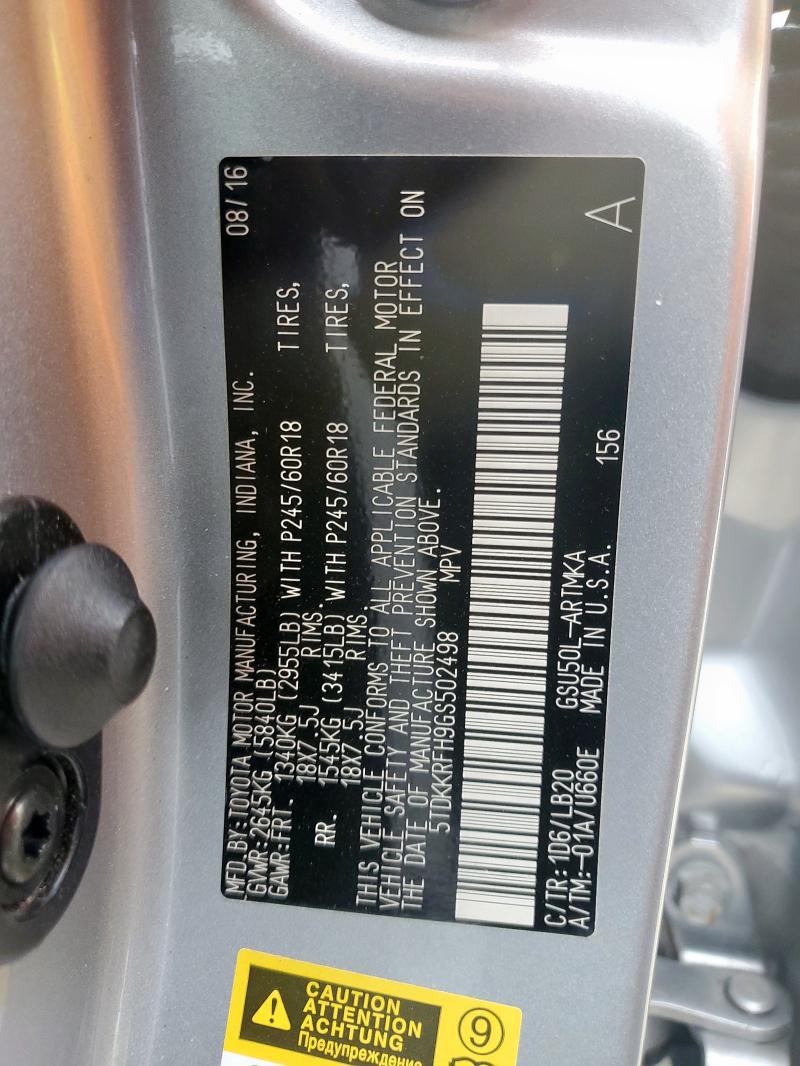 MFD.BY:TOYOTA MOTOR MANUFACTURING, INDIANA, INC. 08/16
GVWR:2645KG (5840LB)
GAWR:FRT. 1340KG (2955LB) WITH P245/60R18 TIRES,
18X7.5J RIMS.
RR. 1545KG (3415LB) WITH P245/60R18 TIRES,
18X7.5J RIMS.
THIS VEHICLE CONFORMS TO ALL APPLICABLE FEDERAL MOTOR
VEHICLE SAFETY AND THEFT PREVENTION STANDARDS IN EFFECT ON
THE DATE OF MANUFACTURE SHOWN ABOVE.
5TDKKRFH9GS502498 MPV
C/TR:1D6/LB20 GSU50L-ARTMKA
A/TM:-01A/U660E MADE IN U.S.A. 156 A
CAUTION
ATTENTION
ACHTUNG
Предупреждение
9